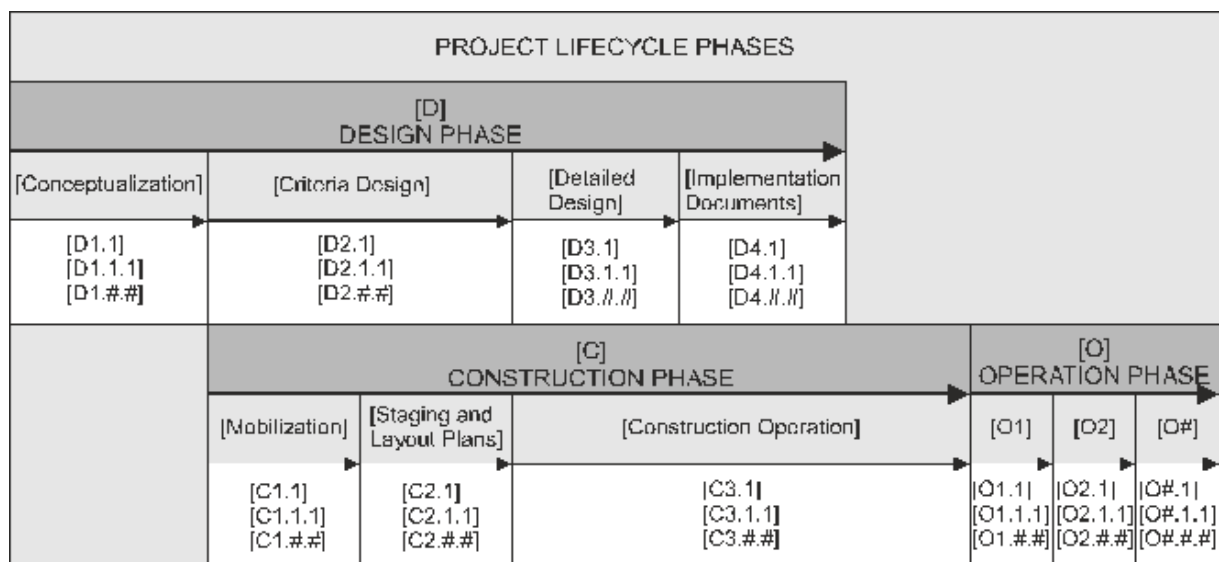 PROJECT LIFECYCLE PHASES
[D]
DESIGN PHASE
[Conceptualization]
[Criteria Design]
[Detailed
Design]
[Implementation
Documents]
[D1.1]
[D1.1.1]
[D1.#.#]
[D2.1]
[D2.1.1]
[D2.#.#]
[D3.1]
[D3.1.1]
[D3.#.#]
[D4.1]
[D4.1.1]
[D4.#.#]
[C]
CONSTRUCTION PHASE
[O]
OPERATION PHASE
[Mobilization]
[Staging and
Layout Plans]
[Construction Operation]
[O1]
[O2]
[O#]
[C1.1]
[C1.1.1]
[C1.#.#]
[C2.1]
[C2.1.1]
[C2.#.#]
[C3.1]
[C3.1.1]
[C3.#.#]
[O1.1]
[O1.1.1]
[O1.#.#]
[O2.1]
[O2.1.1]
[O2.#.#]
[O#.1]
[O#.1.1]
[O#.#.#]